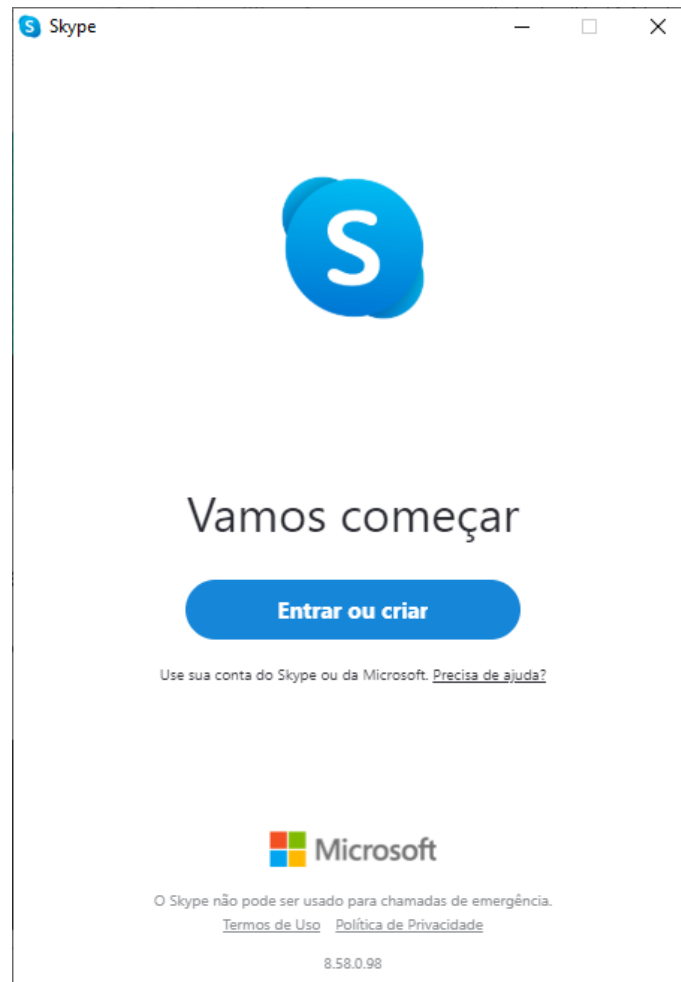 Skype
S
Vamos começar
Entrar ou criar
Use sua conta do Skype ou da Microsoft. Precisa de ajuda?
Microsoft
O Skype não pode ser usado para chamadas de emergência.
Termos de Uso Política de Privacidade
8.58.0.98